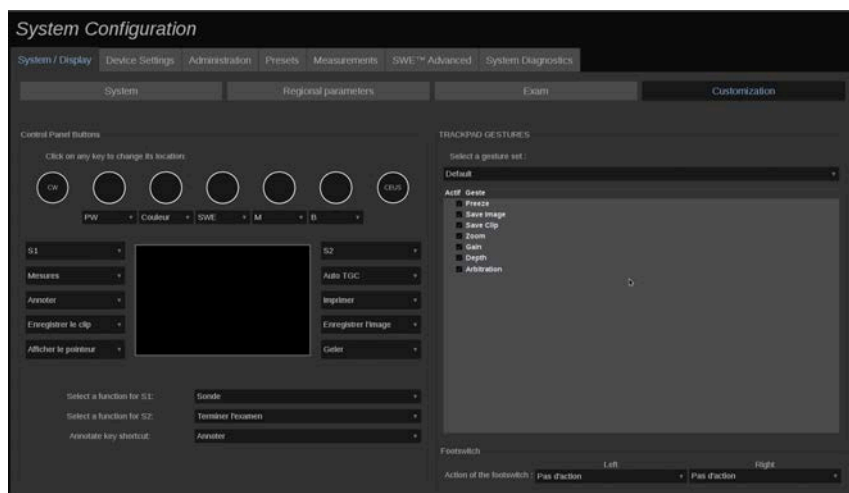 System Configuration
System / Display Device Settings Administration Presets Measurements SWE™ Advanced System Diagnostics
System Regional parameters Exam Customization
Control Panel Buttons
Click on any key to change its location:
CW CEUS
PW Couleur SWE M B
S1 S2
Mesures Auto TGC
Annoter Imprimer
Enregistrer le clip Enregistrer l'image
Afficher le pointeur Geler
Select a function for S1: Sonde
Select a function for S2: Terminer l'examen
Annotate key shortcut: Annoter
TRACKPAD GESTURES
Select a gesture set :
Default
Actif Geste
Freeze
Save Image
Save Clip
Zoom
Gain
Depth
Arbitration
Footswitch
Left Right
Action of the footswitch : Pas d'action Pas d'action